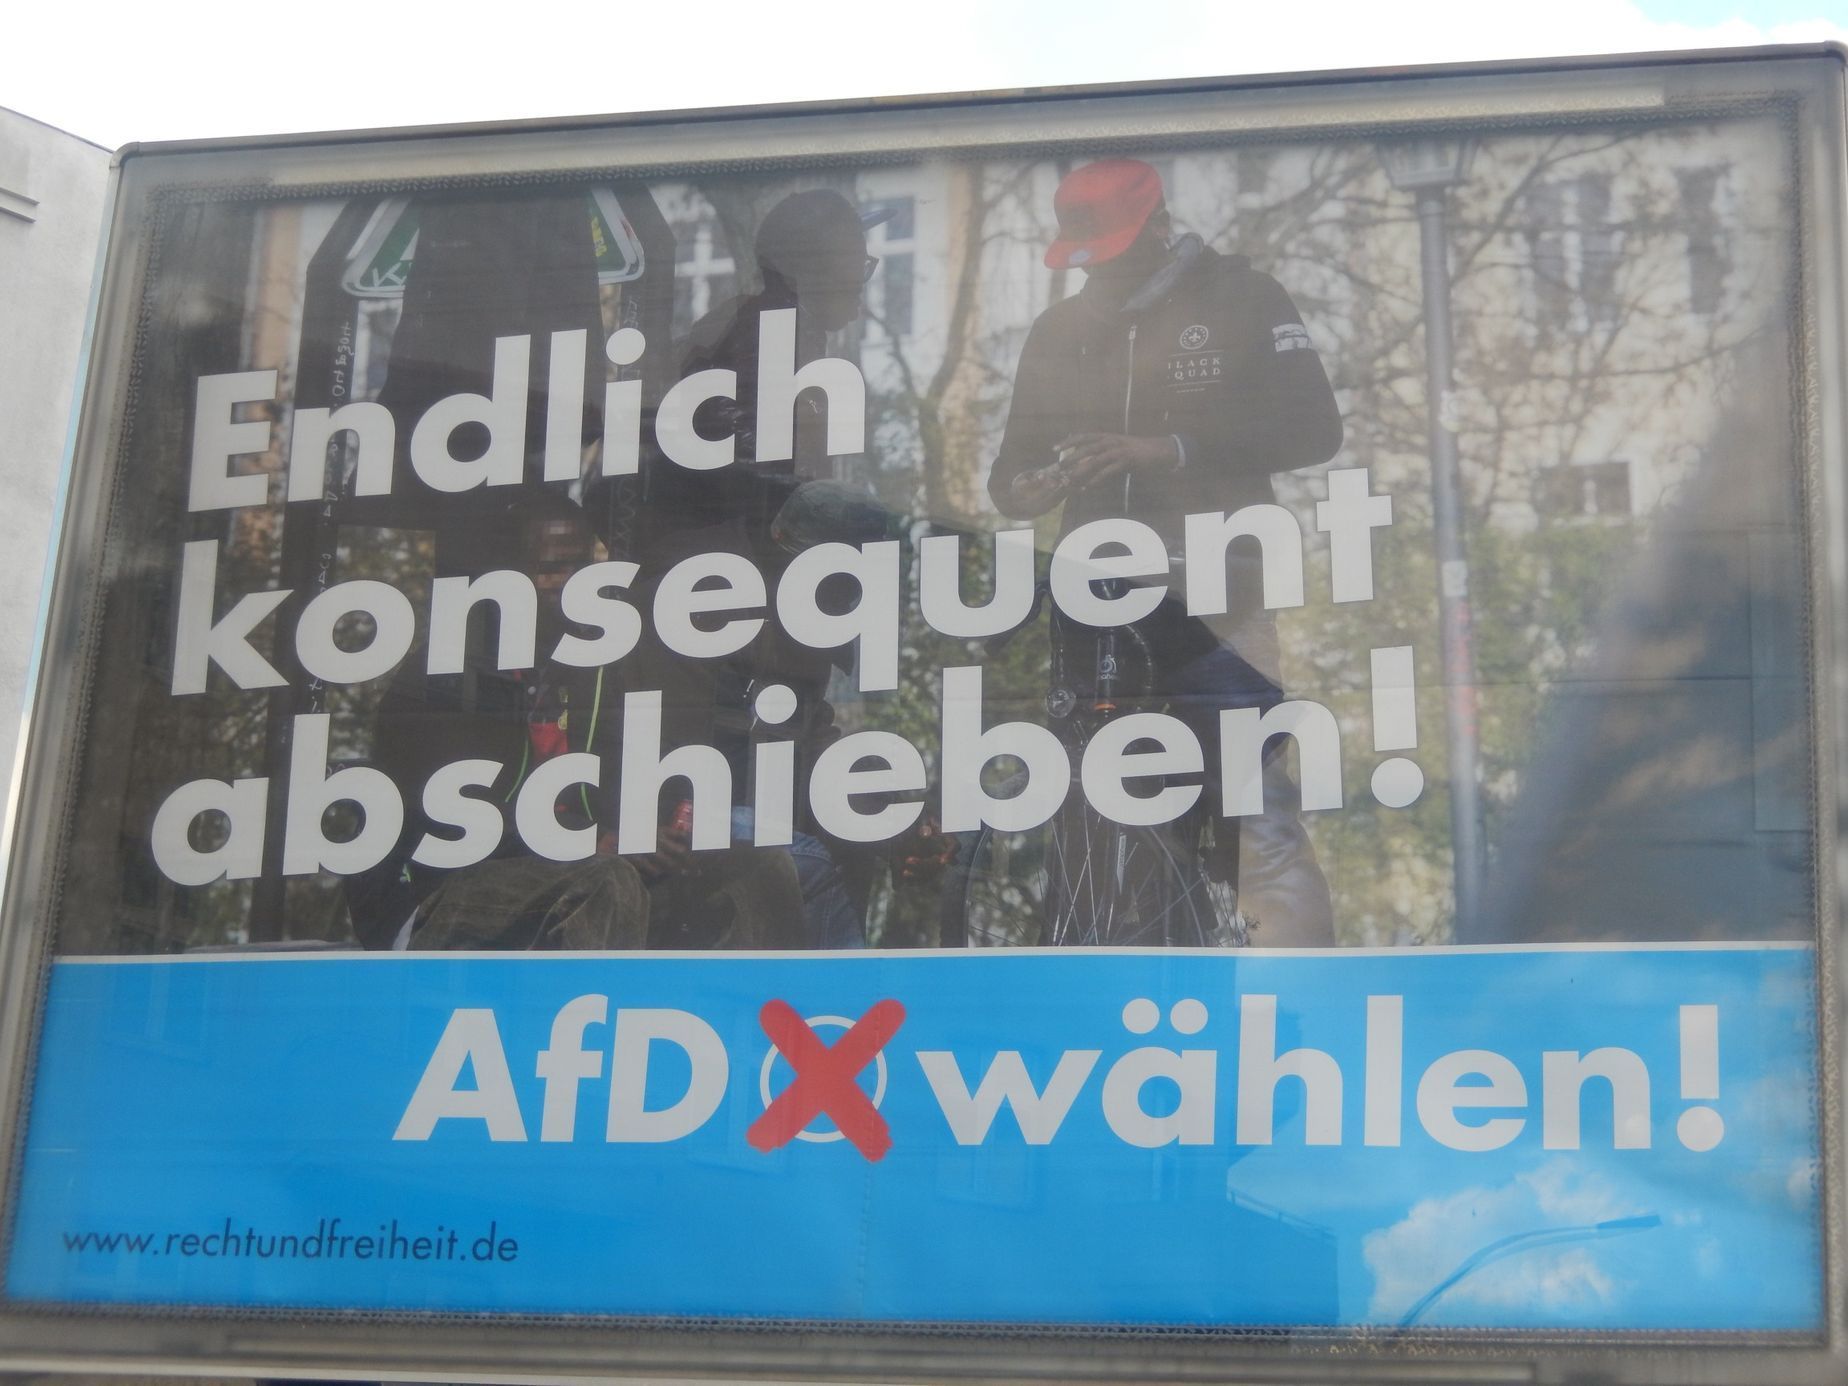 Endlich
konsequent
abschieben!
AfD wählen!
www.rechtundfreiheit.de